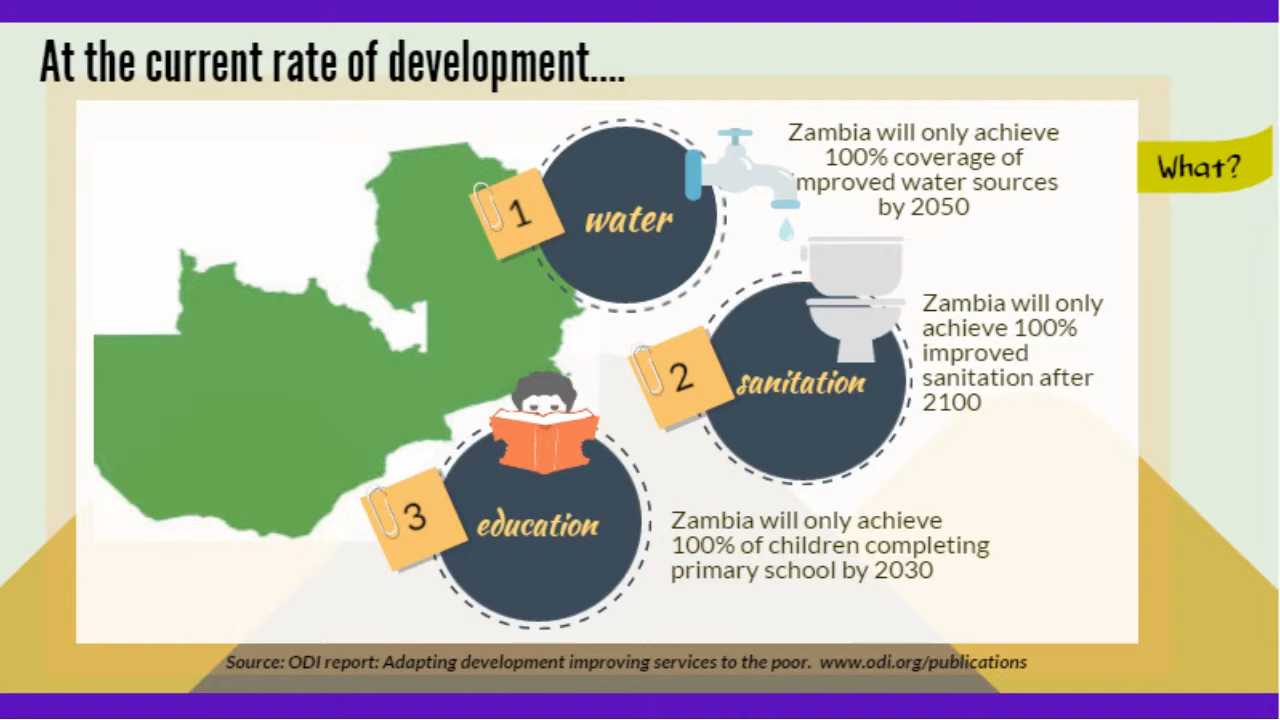 At the current rate of development....
What?
1
water
Zambia will only achieve
100% coverage of
improved water sources
by 2050
2
sanitation
Zambia will only
achieve 100%
improved
sanitation after
2100
3
education
Zambia will only achieve
100% of children completing
primary school by 2030
Source: ODI report: Adapting development improving services to the poor. www.odi.org/publications